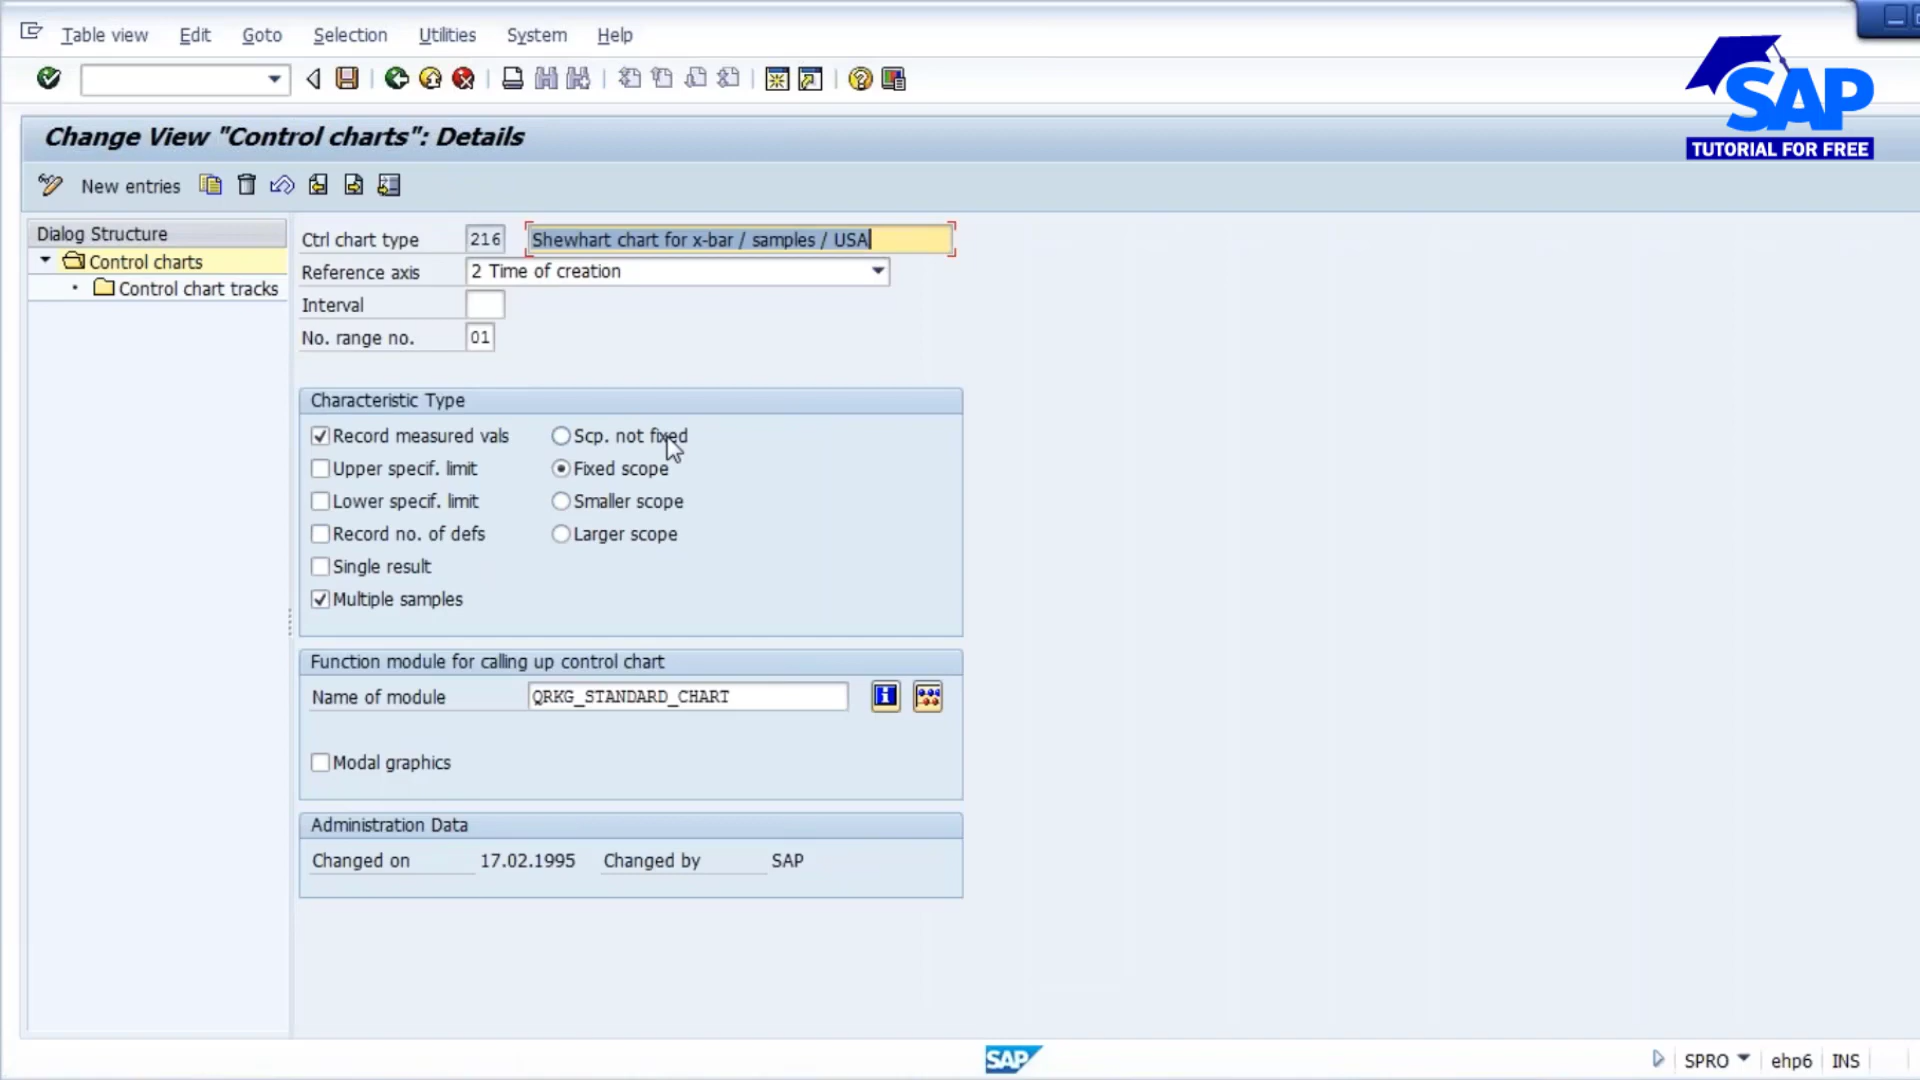 Table view Edit Goto Selection Utilities System Help
SAP
TUTORIAL FOR FREE
Change View "Control charts": Details
New entries
Dialog Structure
Control charts
Control chart tracks
Ctrl chart type 216 Shewhart chart for x-bar / samples / USA
Reference axis 2 Time of creation
Interval
No. range no. 01
Characteristic Type
Record measured vals Scp. not fixed
Upper specif. limit Fixed scope
Lower specif. limit Smaller scope
Record no. of defs Larger scope
Single result
Multiple samples
Function module for calling up control chart
Name of module QRKG_STANDARD_CHART
Modal graphics
Administration Data
Changed on 17.02.1995 Changed by SAP
SAP
SPRO ehp6 INS